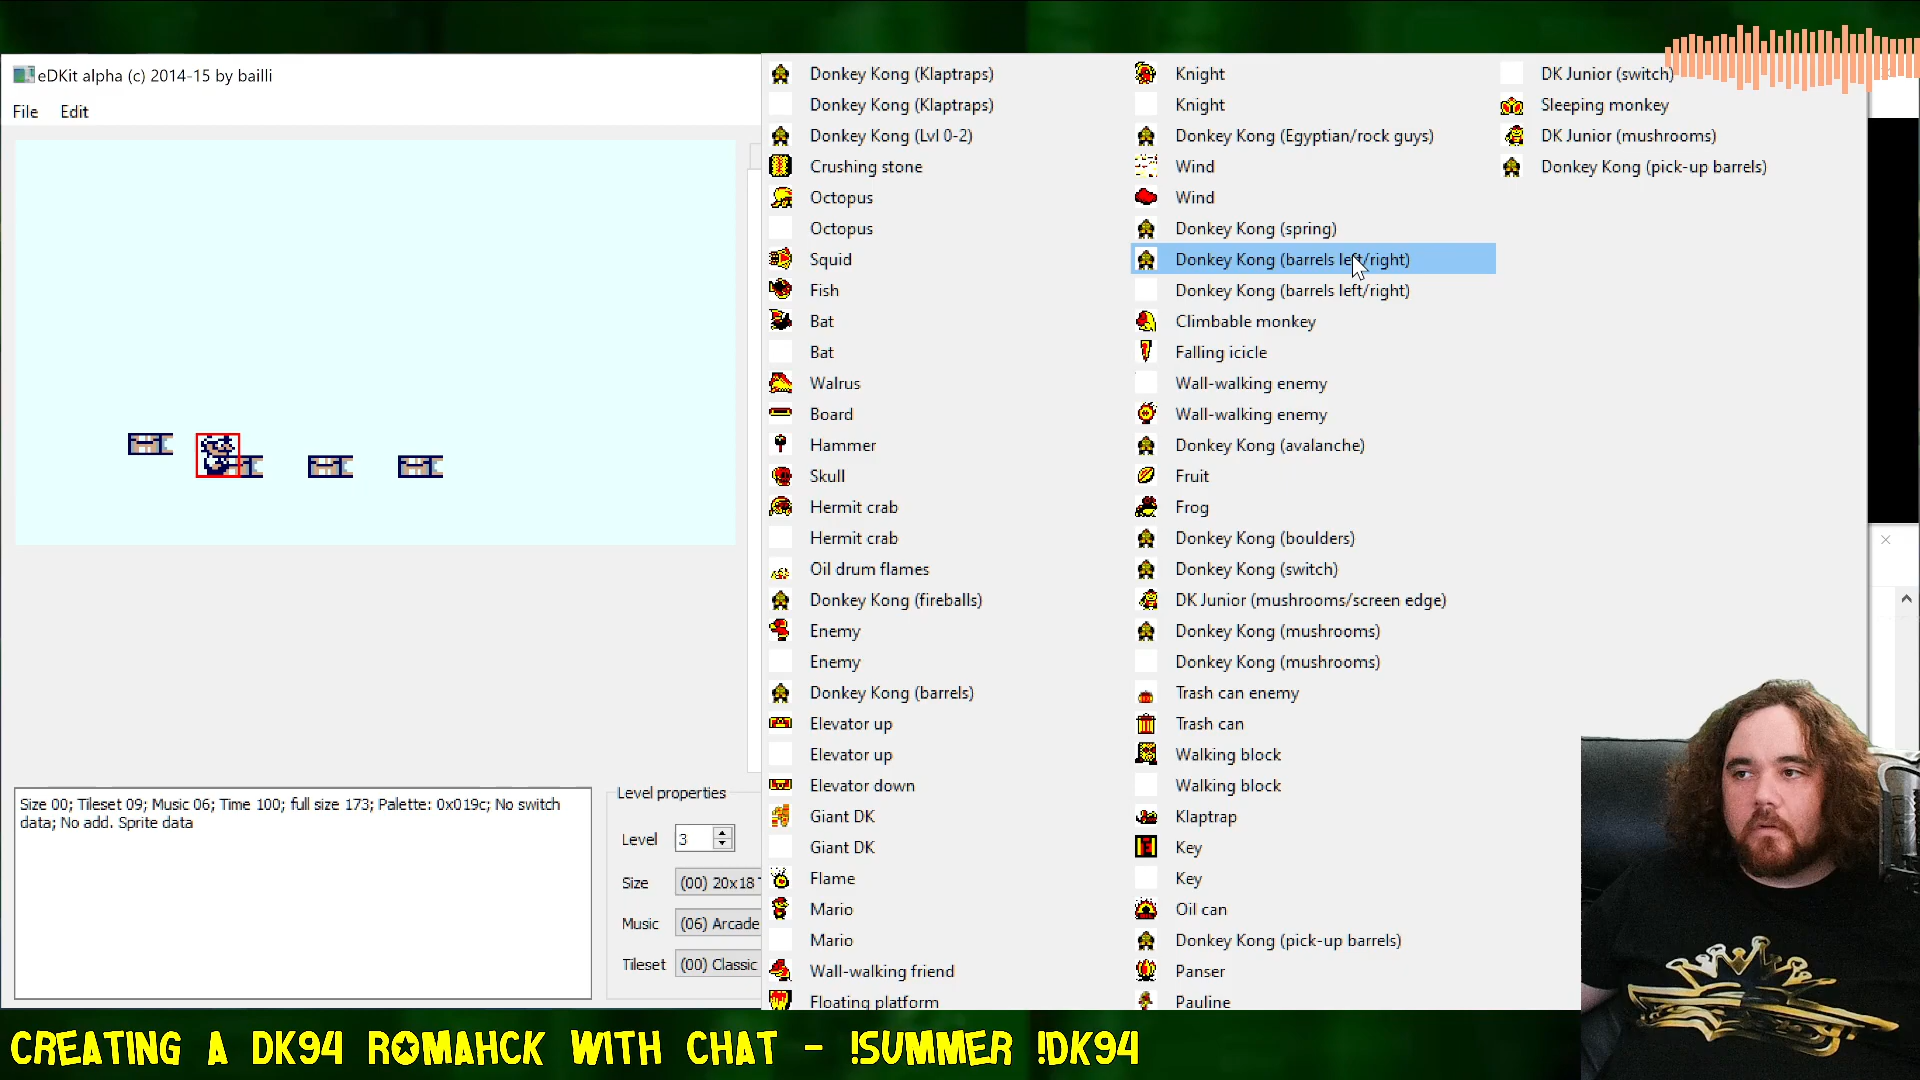 eDKit alpha (c) 2014-15 by bailli
File Edit
Donkey Kong (Klaptraps)
Donkey Kong (Klaptraps)
Donkey Kong (Lvl 0-2)
Crushing stone
Octopus
Octopus
Squid
Fish
Bat
Bat
Walrus
Board
Hammer
Skull
Hermit crab
Hermit crab
Oil drum flames
Donkey Kong (fireballs)
Enemy
Enemy
Donkey Kong (barrels)
Elevator up
Elevator up
Elevator down
Giant DK
Giant DK
Flame
Mario
Mario
Wall-walking friend
Floating platform
Knight
Knight
Donkey Kong (Egyptian/rock guys)
Wind
Wind
Donkey Kong (spring)
Donkey Kong (barrels left/right)
Donkey Kong (barrels left/right)
Climbable monkey
Falling icicle
Wall-walking enemy
Wall-walking enemy
Donkey Kong (avalanche)
Fruit
Frog
Donkey Kong (boulders)
Donkey Kong (switch)
DK Junior (mushrooms/screen edge)
Donkey Kong (mushrooms)
Donkey Kong (mushrooms)
Trash can enemy
Trash can
Walking block
Walking block
Klaptrap
Key
Key
Oil can
Donkey Kong (pick-up barrels)
Panser
Pauline
DK Junior (switch)
Sleeping monkey
DK Junior (mushrooms)
Donkey Kong (pick-up barrels)
Size 00; Tileset 09; Music 06; Time 100; full size 173; Palette: 0x019c; No switch
data; No add. Sprite data
Level properties
Level 3
Size (00) 20x18
Music (06) Arcade
Tileset (00) Classic
CREATING A DK94 ROMAHCK WITH CHAT - !SUMMER !DK94